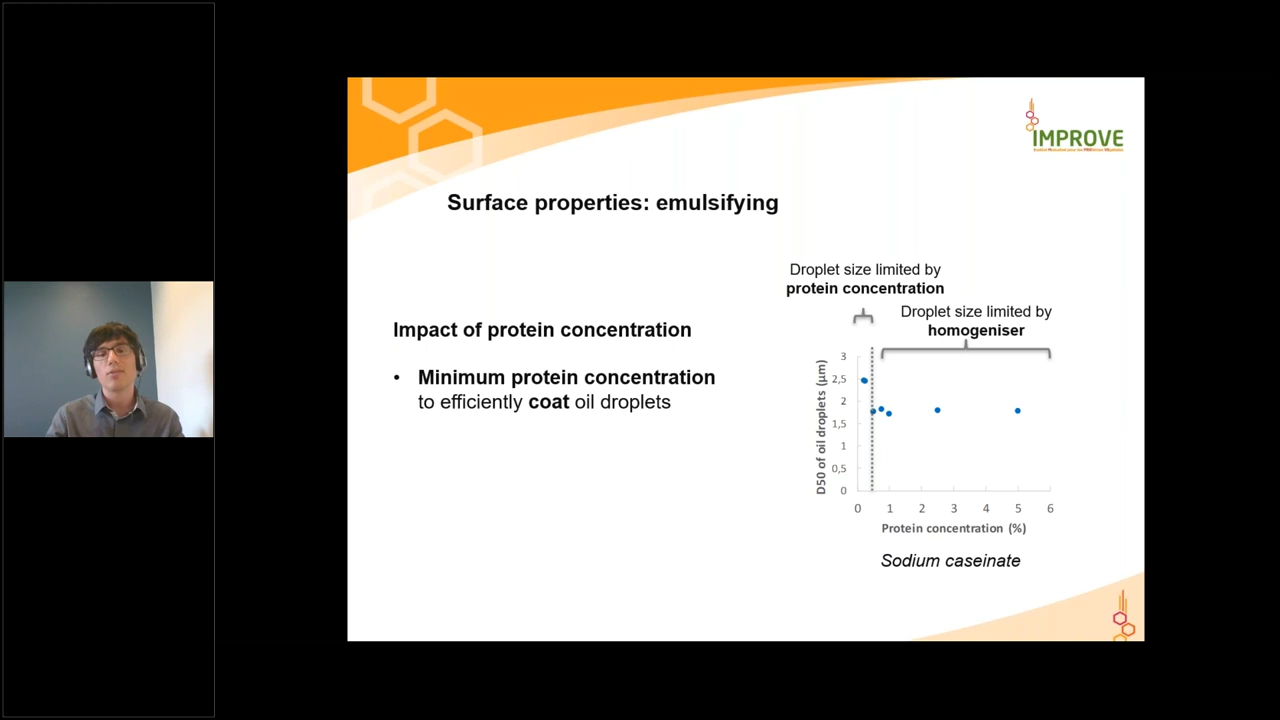 IMPROVE
Surface properties: emulsifying
Impact of protein concentration
• Minimum protein concentration
to efficiently coat oil droplets
Droplet size limited by
protein concentration
Droplet size limited by
homogeniser
D50 of oil droplets (µm)
3
2,5
2
1,5
1
0,5
0
0 1 2 3 4 5 6
Protein concentration (%)
Sodium caseinate